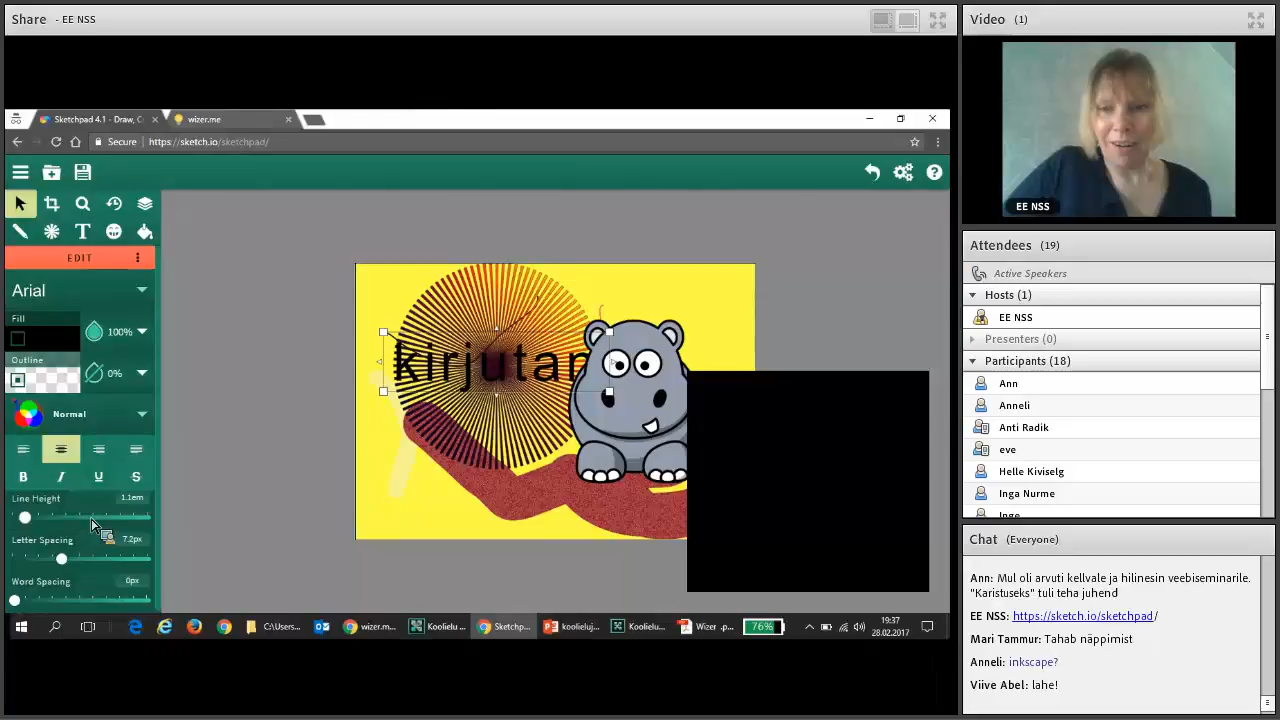 Share - EE NSS
Video (1)
EE NSS
Sketchpad 4.1 - Draw, C
wizer.me
Secure https://sketch.io/sketchpad/
EDIT
Arial
Fill
100%
Outline
0%
Normal
B I U S
Line Height 1.1em
Letter Spacing 7.2px
Word Spacing 0px
kirjutan
Attendees (19)
Active Speakers
Hosts (1)
EE NSS
Presenters (0)
Participants (18)
Ann
Anneli
Anti Radik
eve
Helle Kiviselg
Inga Nurme
Inge
Chat (Everyone)
Ann: Mul oli arvuti kellvale ja hilinesin veebiseminarile.
"Karistuseks" tuli teha juhend
EE NSS: https://sketch.io/sketchpad/
Mari Tammur: Tahab näppimist
Anneli: inkscape?
Viive Abel: lahe!
C:\Users...
wizer.m...
Koolielu ...
Sketchp...
koolieluj...
Koolielu...
Wizer .p...
76%
19:37
28.02.2017